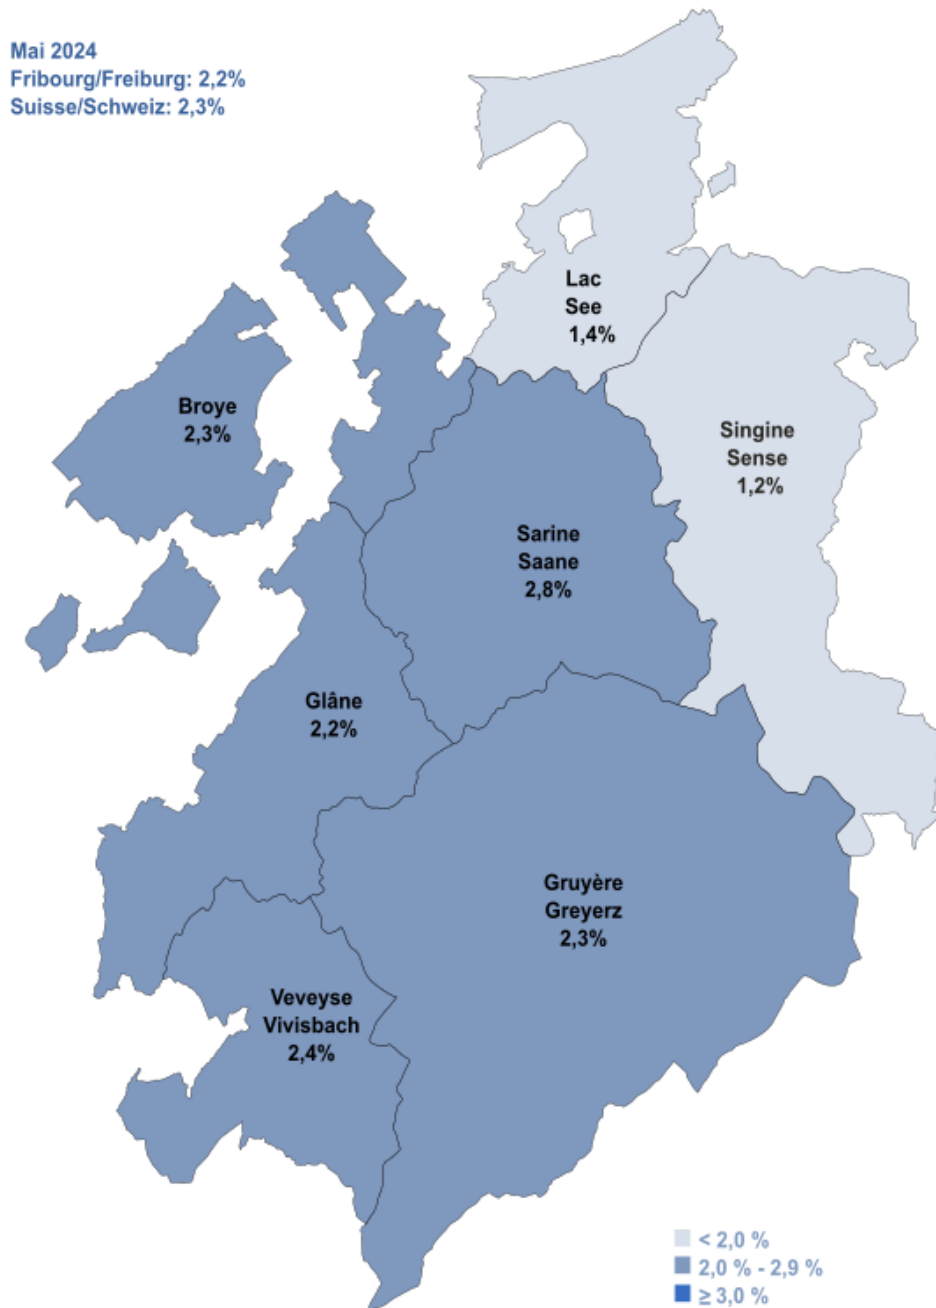 Mai 2024
Fribourg/Freiburg: 2,2%
Suisse/Schweiz: 2,3%
Lac
See
1,4%
Broye
2,3%
Singine
Sense
1,2%
Sarine
Saane
2,8%
Glâne
2,2%
Gruyère
Greyerz
2,3%
Veveyse
Vivisbach
2,4%
< 2,0 %
2,0 % - 2,9 %
≥ 3,0 %